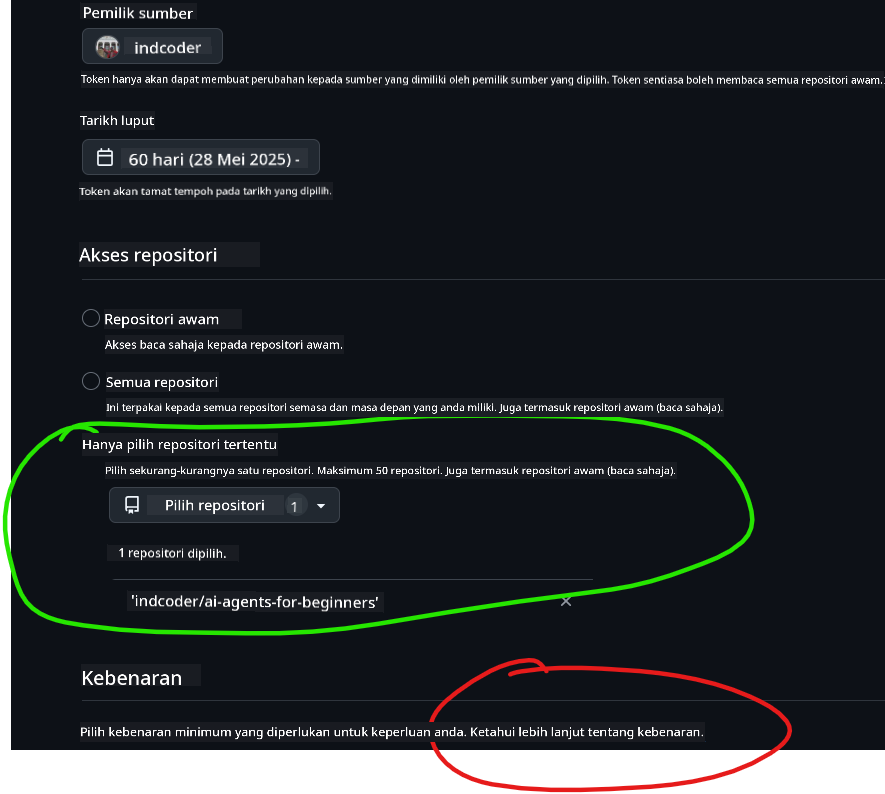 Pemilik sumber
indcoder
Token hanya akan dapat membuat perubahan kepada sumber yang dimiliki oleh pemilik sumber yang dipilih. Token sentiasa boleh membaca semua repositori awam.
Tarikh luput
60 hari (28 Mei 2025) -
Token akan tamat tempoh pada tarikh yang dipilih.
Akses repositori
Repositori awam
Akses baca sahaja kepada repositori awam.
Semua repositori
Ini terpakai kepada semua repositori semasa dan masa depan yang anda miliki. Juga termasuk repositori awam (baca sahaja).
Hanya pilih repositori tertentu
Pilih sekurang-kurangnya satu repositori. Maksimum 50 repositori. Juga termasuk repositori awam (baca sahaja).
Pilih repositori 1
1 repositori dipilih.
'indcoder/ai-agents-for-beginners'
Kebenaran
Pilih kebenaran minimum yang diperlukan untuk keperluan anda. Ketahui lebih lanjut tentang kebenaran.